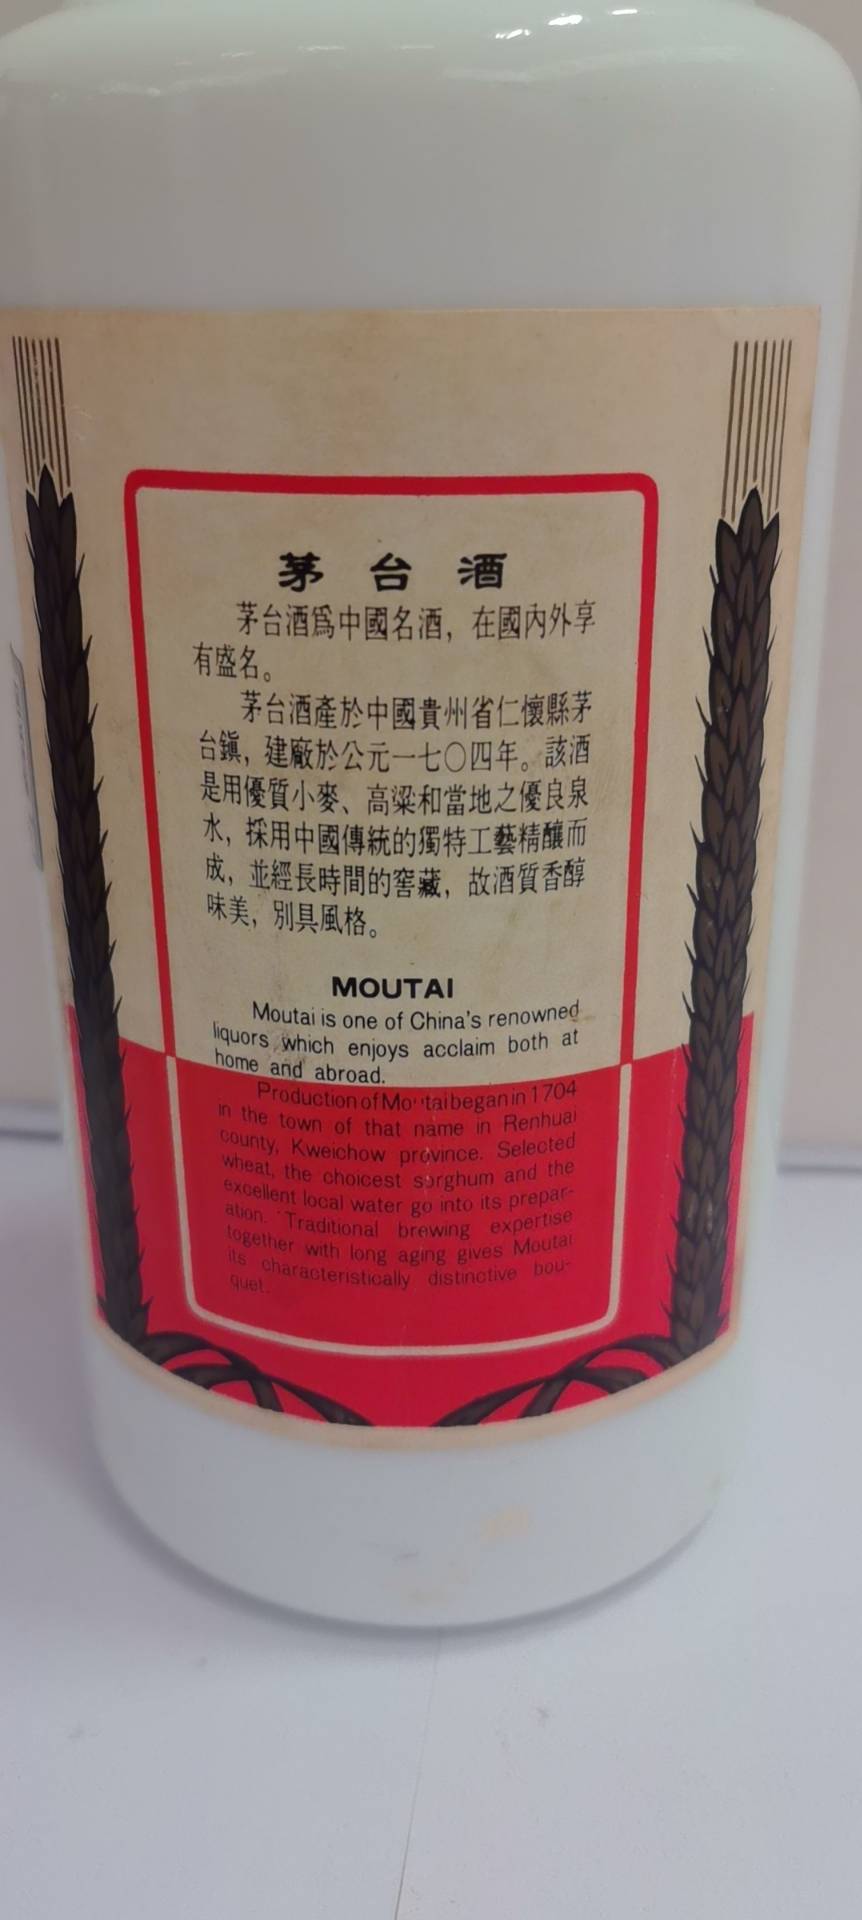 茅台酒
茅台酒爲中國名酒，在國內外享
有盛名。
茅台酒產於中國貴州省仁懷縣茅
台鎭，建廠於公元一七〇四年。該酒
是用優質小麥、高粱和當地之優良泉
水，採用中國傳統的獨特工藝精釀而
成，並經長時間的窖藏，故酒質香醇
味美，別具風格。
MOUTAI
Moutai is one of China's renowned
liquors which enjoys acclaim both at
home and abroad.
Production of Moutai began in 1704
in the town of that name in Renhuai
county, Kweichow province. Selected
wheat, the choicest sorghum and the
excellent local water go into its prepar-
ation. Traditional brewing expertise
together with long aging gives Moutai
its characteristically distinctive bou-
quet.